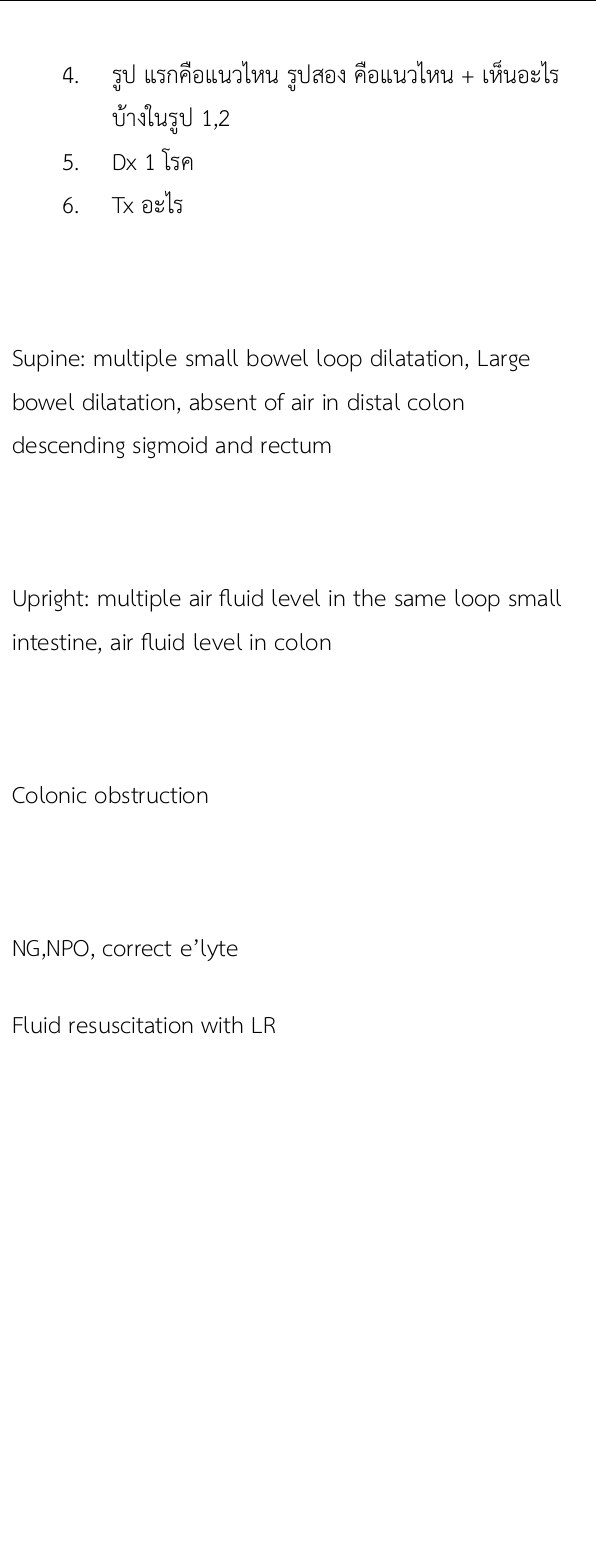 4. รูป แรกคือแนวไหน รูปสอง คือแนวไหน + เห็นอะไร
บ้างในรูป 1,2
5. Dx 1 โรค
6. Tx อะไร
Supine: multiple small bowel loop dilatation, Large
bowel dilatation, absent of air in distal colon
descending sigmoid and rectum
Upright: multiple air fluid level in the same loop small
intestine, air fluid level in colon
Colonic obstruction
NG,NPO, correct e’lyte
Fluid resuscitation with LR